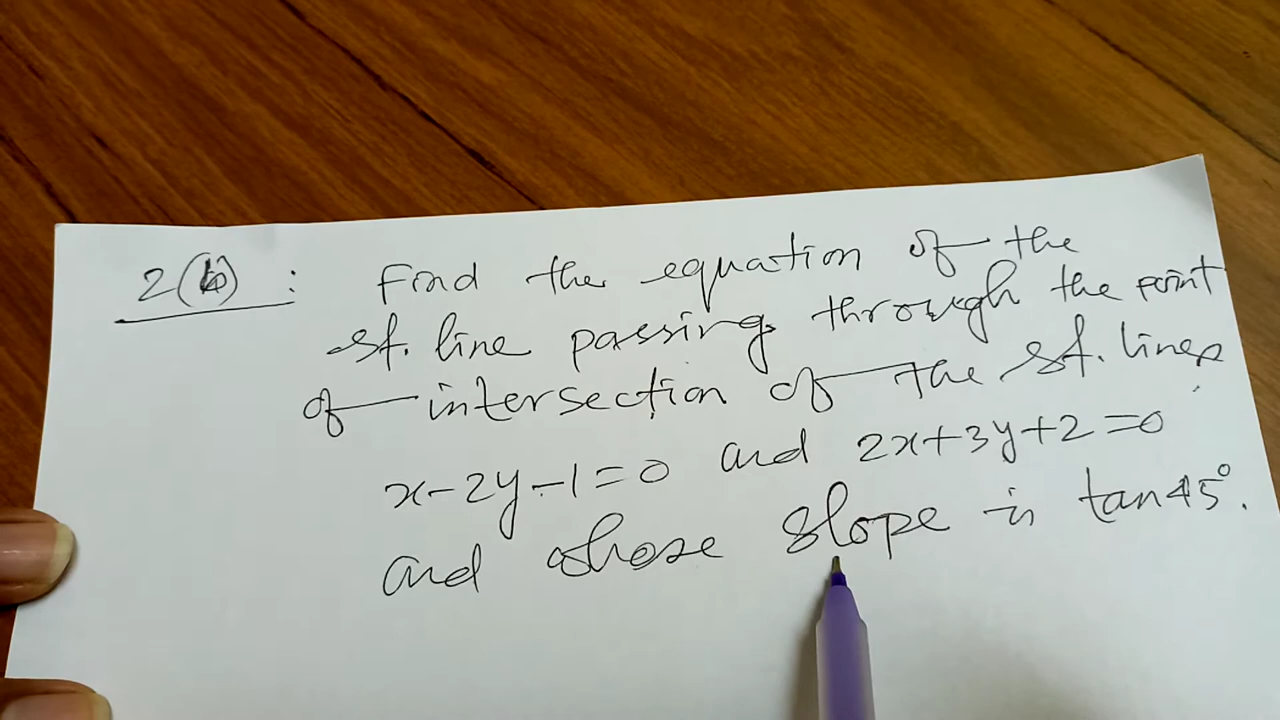 2(b) : Find the equation of the
st. line passing through the point
of intersection of the st. lines
x-2y-1=0 and 2x+3y+2=0
and whose slope is tan45°.